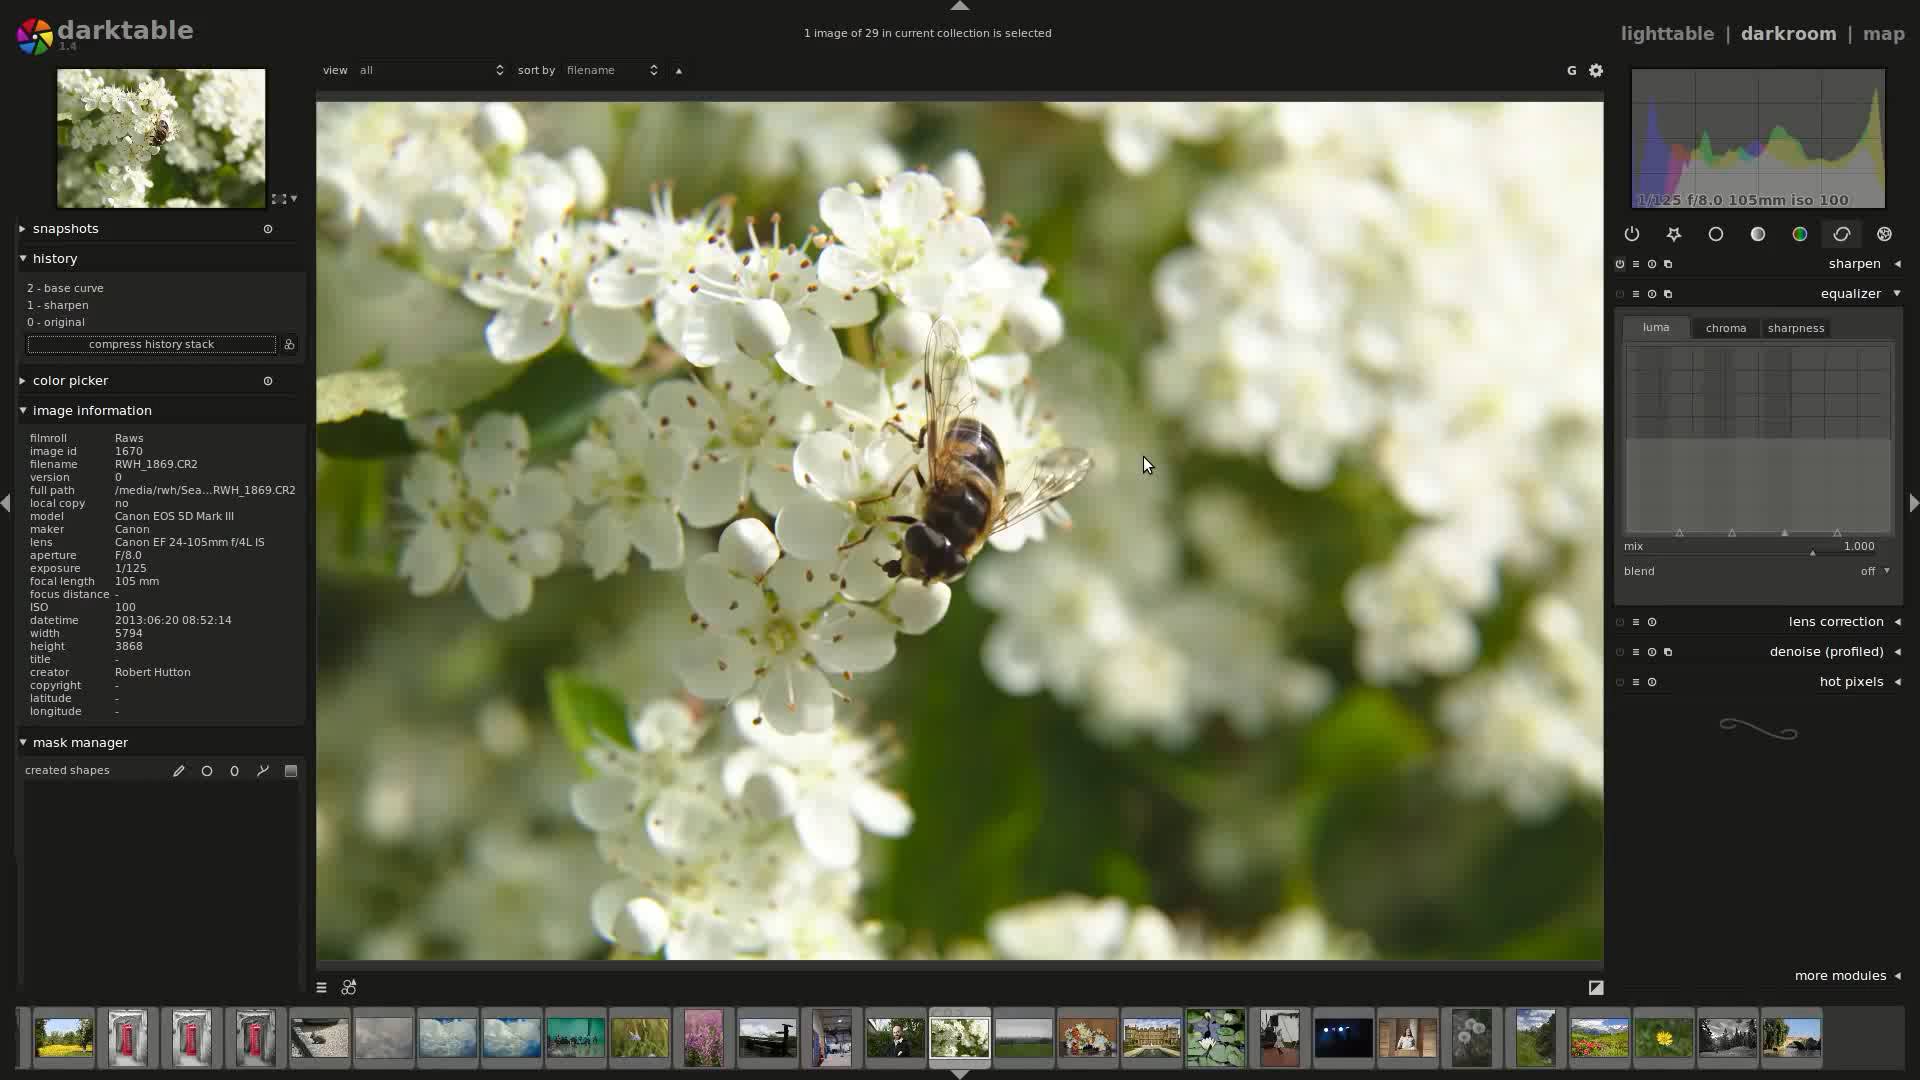 darktable
1.4
1 image of 29 in current collection is selected
lighttable | darkroom | map
view all sort by filename
G
1/125 f/8.0 105mm iso 100
snapshots
history
2 - base curve
1 - sharpen
0 - original
compress history stack
color picker
image information
filmroll Raws
image id 1670
filename RWH_1869.CR2
version 0
full path /media/rwh/Sea...RWH_1869.CR2
local copy no
model Canon EOS 5D Mark III
maker Canon
lens Canon EF 24-105mm f/4L IS
aperture F/8.0
exposure 1/125
focal length 105 mm
focus distance -
ISO 100
datetime 2013:06:20 08:52:14
width 5794
height 3868
title -
creator Robert Hutton
copyright -
latitude -
longitude -
mask manager
created shapes
sharpen
equalizer
luma chroma sharpness
mix 1.000
blend off
lens correction
denoise (profiled)
hot pixels
more modules